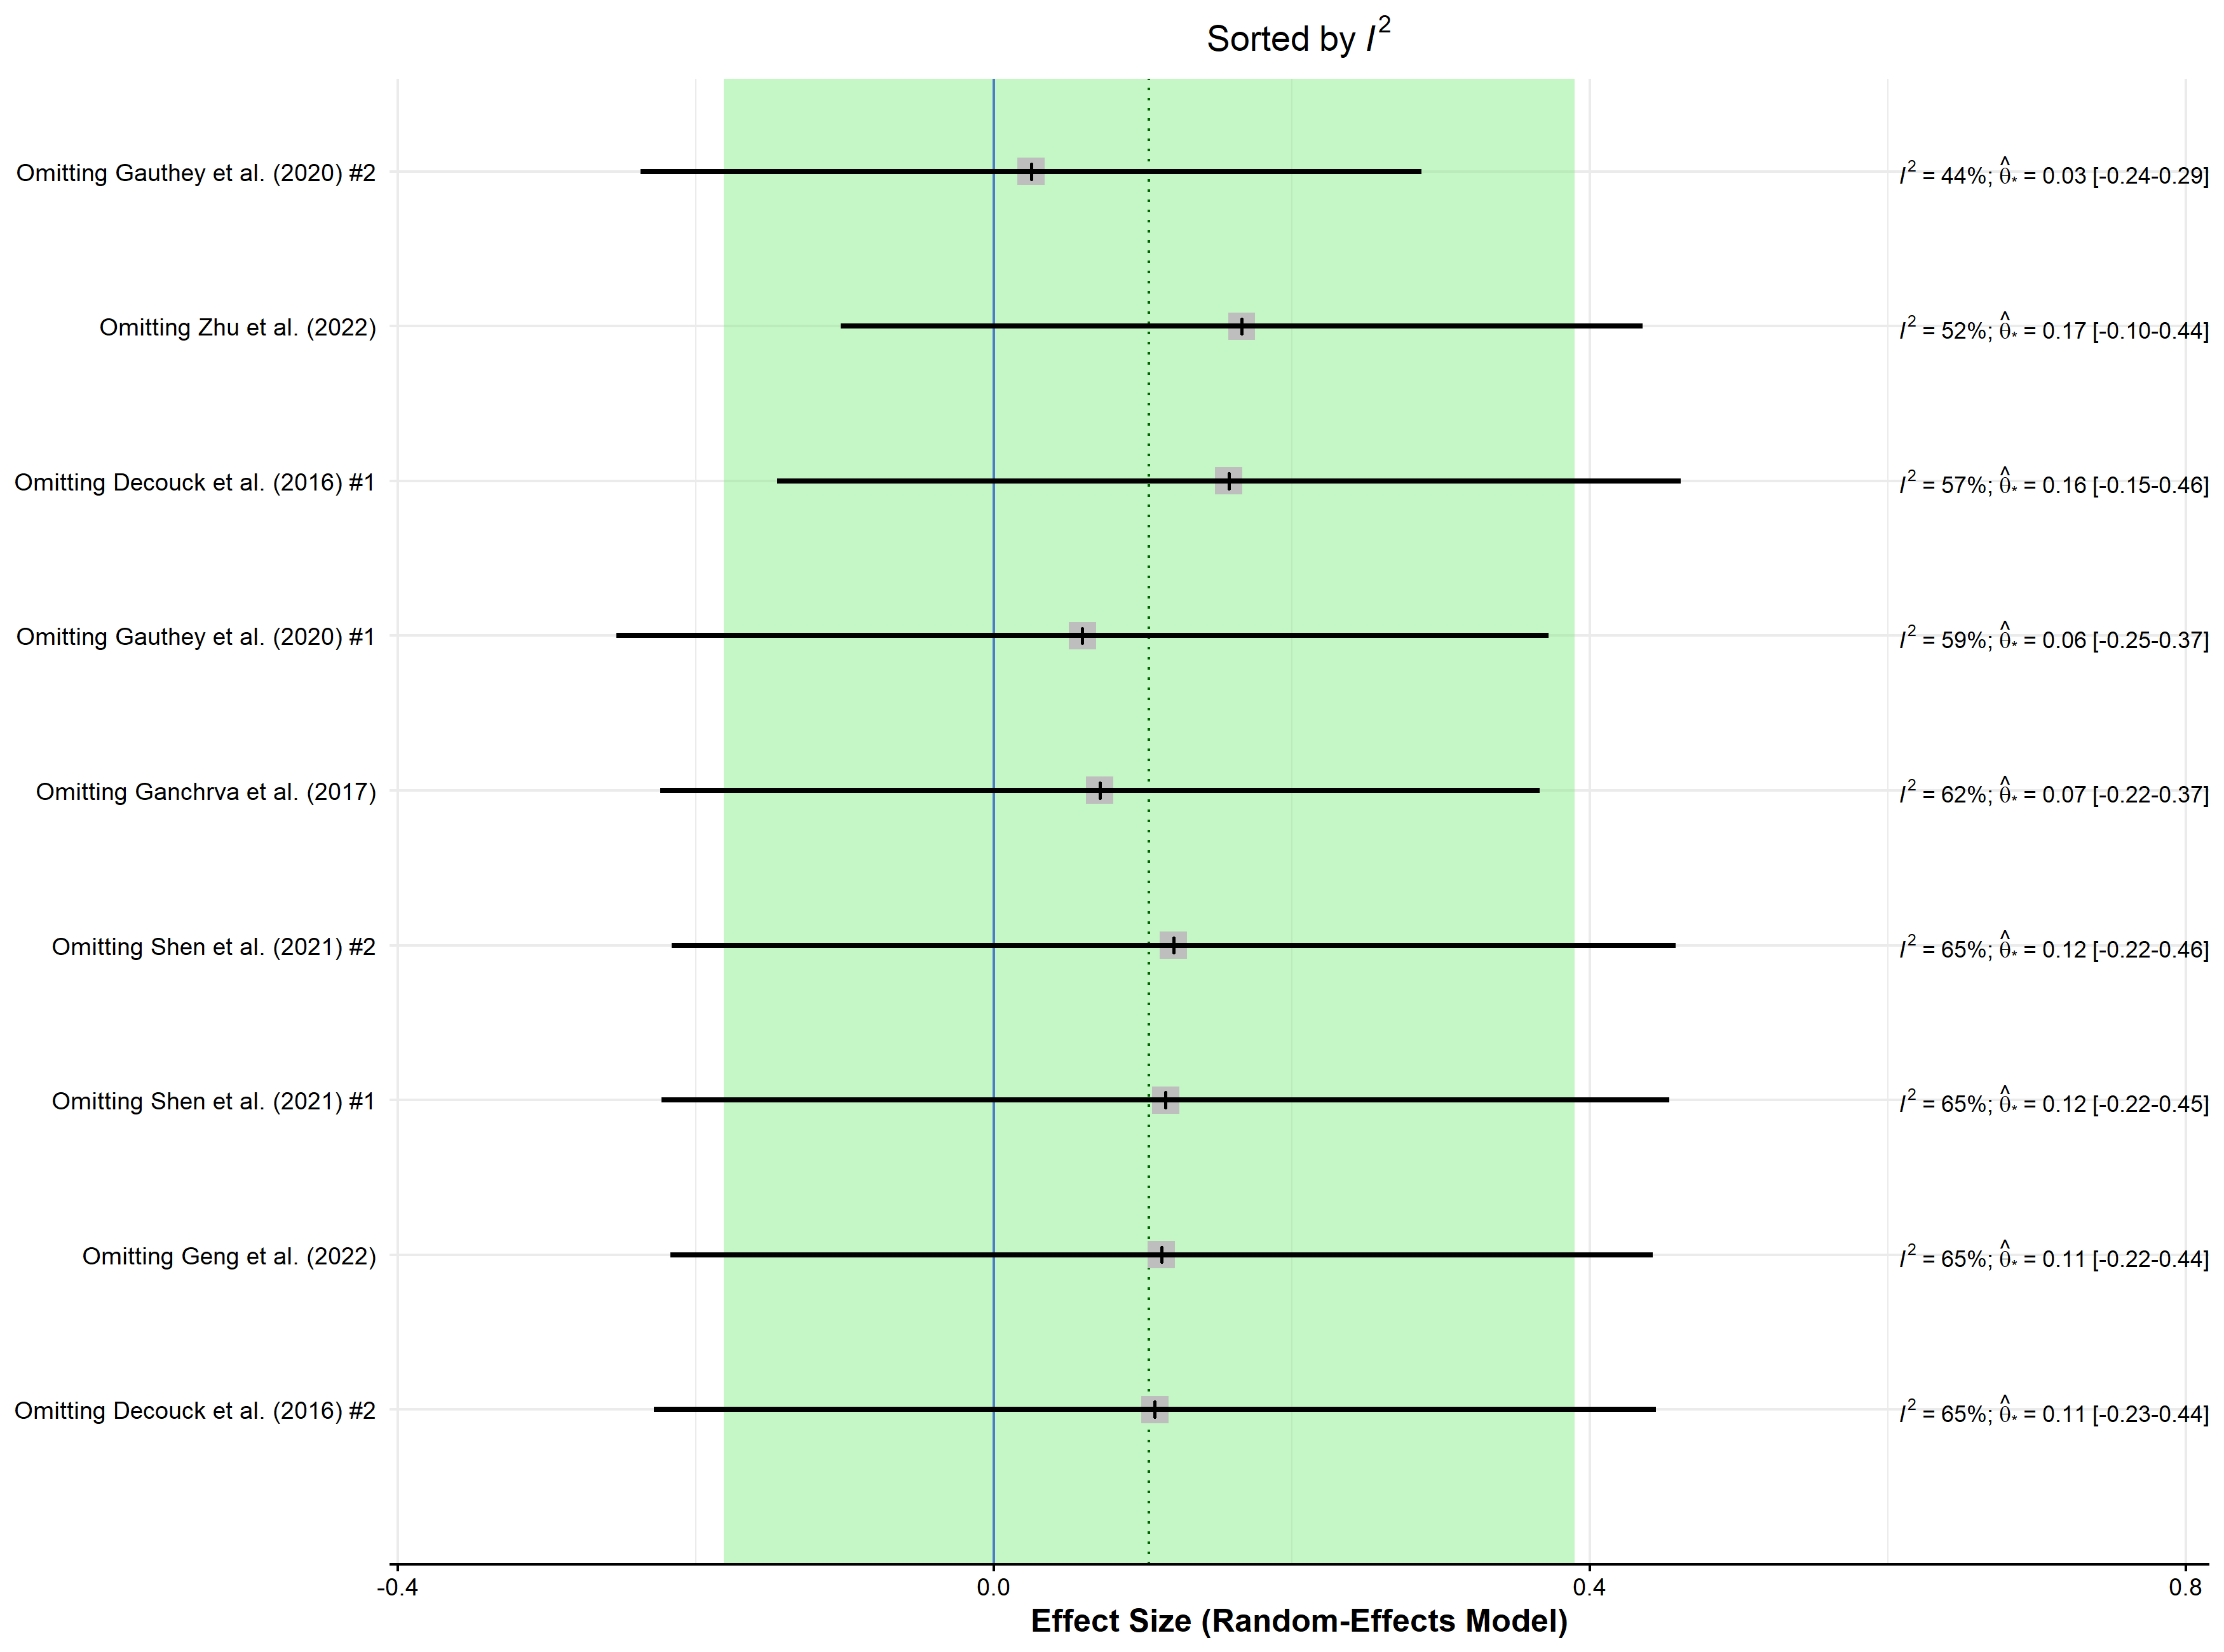 Sorted by I²
Omitting Gauthey et al. (2020) #2 I² = 44%; θ̂* = 0.03 [-0.24-0.29]
Omitting Zhu et al. (2022) I² = 52%; θ̂* = 0.17 [-0.10-0.44]
Omitting Decouck et al. (2016) #1 I² = 57%; θ̂* = 0.16 [-0.15-0.46]
Omitting Gauthey et al. (2020) #1 I² = 59%; θ̂* = 0.06 [-0.25-0.37]
Omitting Ganchrva et al. (2017) I² = 62%; θ̂* = 0.07 [-0.22-0.37]
Omitting Shen et al. (2021) #2 I² = 65%; θ̂* = 0.12 [-0.22-0.46]
Omitting Shen et al. (2021) #1 I² = 65%; θ̂* = 0.12 [-0.22-0.45]
Omitting Geng et al. (2022) I² = 65%; θ̂* = 0.11 [-0.22-0.44]
Omitting Decouck et al. (2016) #2 I² = 65%; θ̂* = 0.11 [-0.23-0.44]
-0.4 0.0 0.4 0.8
Effect Size (Random-Effects Model)